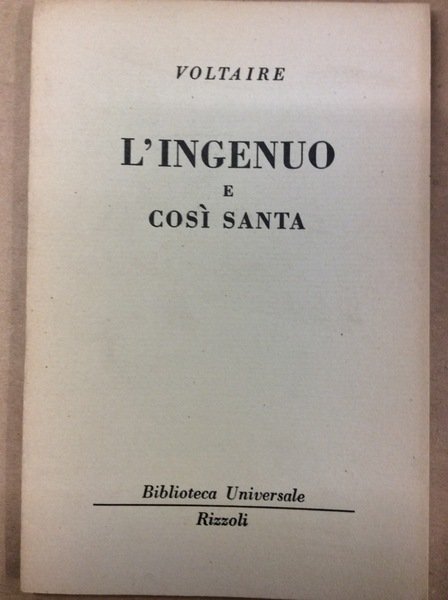 VOLTAIRE
L'INGENUO
E
COSÌ SANTA
Biblioteca Universale
Rizzoli